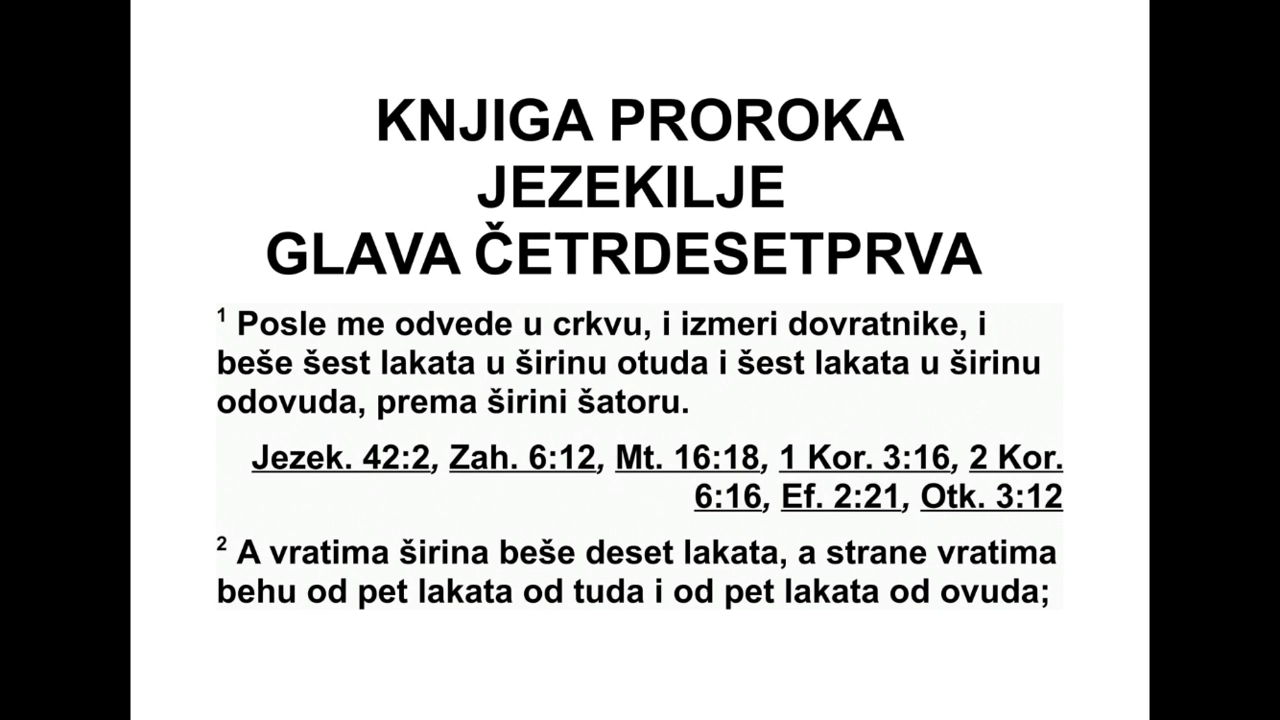 KNJIGA PROROKA
JEZEKILJE
GLAVA ČETRDESETPRVA
1 Posle me odvede u crkvu, i izmeri dovratnike, i
beše šest lakata u širinu otuda i šest lakata u širinu
odovuda, prema širini šatoru.
Jezek. 42:2, Zah. 6:12, Mt. 16:18, 1 Kor. 3:16, 2 Kor.
6:16, Ef. 2:21, Otk. 3:12
2 A vratima širina beše deset lakata, a strane vratima
behu od pet lakata od tuda i od pet lakata od ovuda;